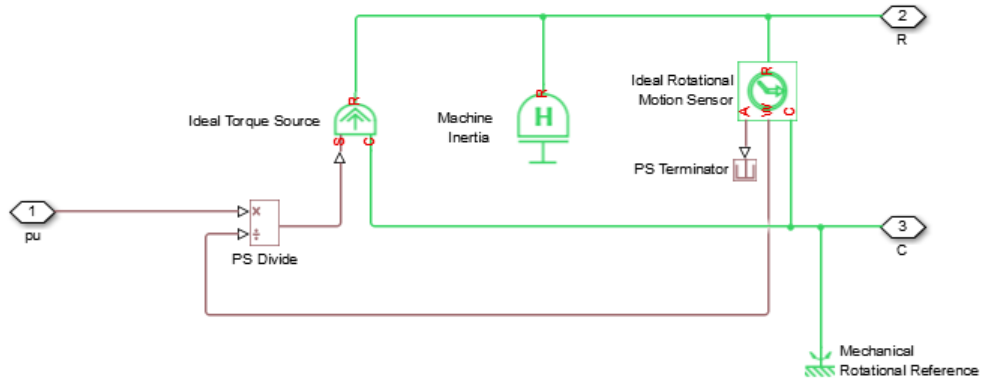 2
R
Ideal Rotational
Motion Sensor
R
A
W
C
Ideal Torque Source
R
S
C
Machine
Inertia
R
H
PS Terminator
1
pu
×
÷
PS Divide
3
C
Mechanical
Rotational Reference